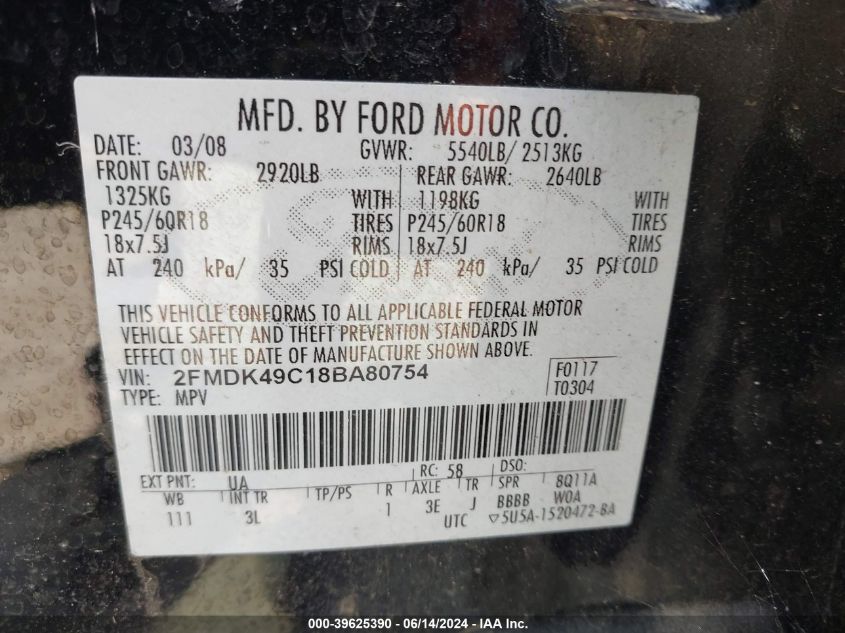 MFD. BY FORD MOTOR CO.
DATE: 03/08 GVWR: 5540LB/ 2513KG
FRONT GAWR: 2920LB REAR GAWR: 2640LB
1325KG WITH 1198KG WITH
P245/60R18 TIRES P245/60R18 TIRES
18x7.5J RIMS 18x7.5J RIMS
AT 240 kPa/ 35 PSI COLD AT 240 kPa/ 35 PSI COLD
THIS VEHICLE CONFORMS TO ALL APPLICABLE FEDERAL MOTOR
VEHICLE SAFETY AND THEFT PREVENTION STANDARDS IN
EFFECT ON THE DATE OF MANUFACTURE SHOWN ABOVE.
VIN: 2FMDK49C18BA80754 F0117
TYPE: MPV T0304
EXT PNT: UA RC: 58 DSO:
WB INT TR TP/PS R AXLE TR SPR 8Q11A
111 3L 1 3E J BBBB WOA
UTC ▽5U5A-1520472-BA
000-39625390 - 06/14/2024 - IAA Inc.